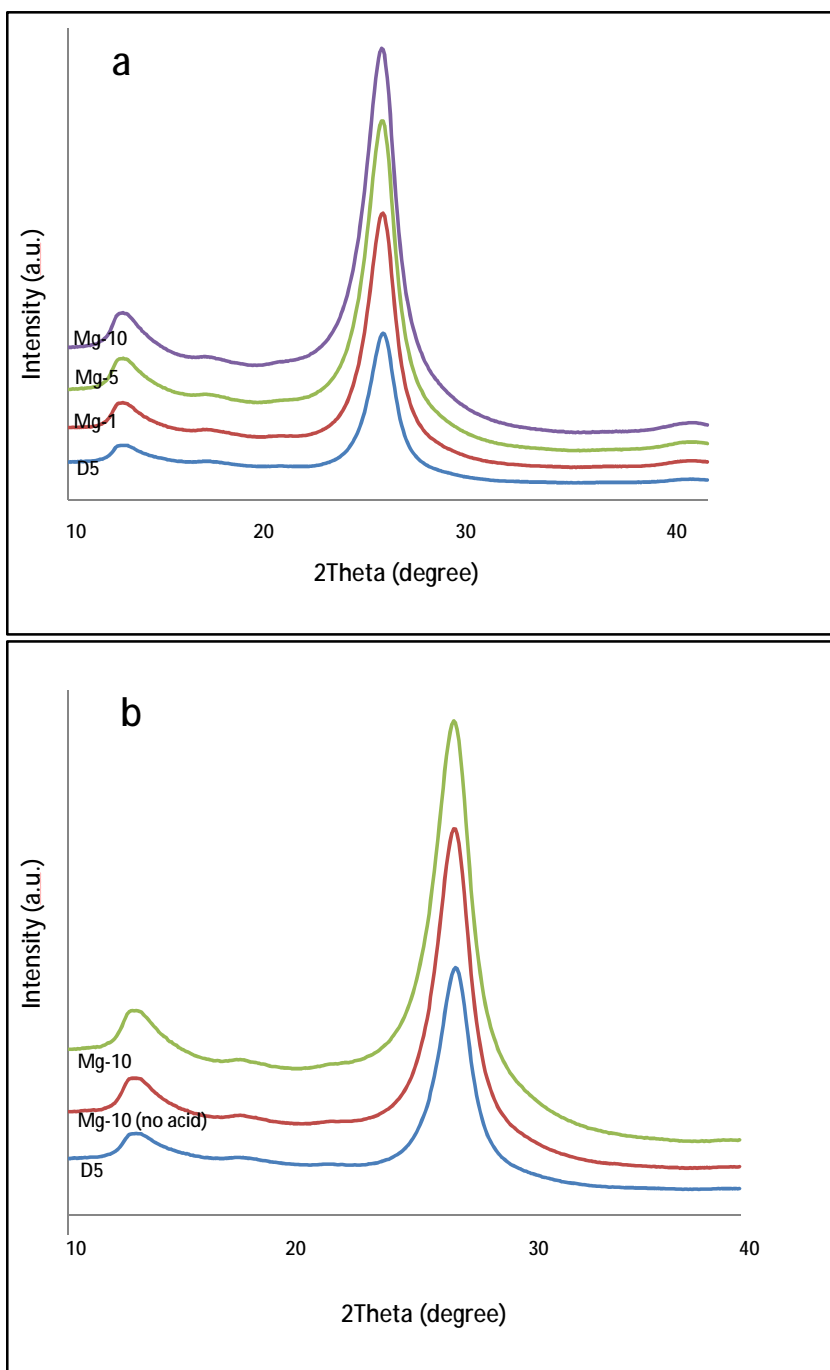 a
Intensity (a.u.)
Mg-10
Mg-5
Mg-1
D5
10 20 30 40
2Theta (degree)
b
Intensity (a.u.)
Mg-10
Mg-10 (no acid)
D5
10 20 30 40
2Theta (degree)